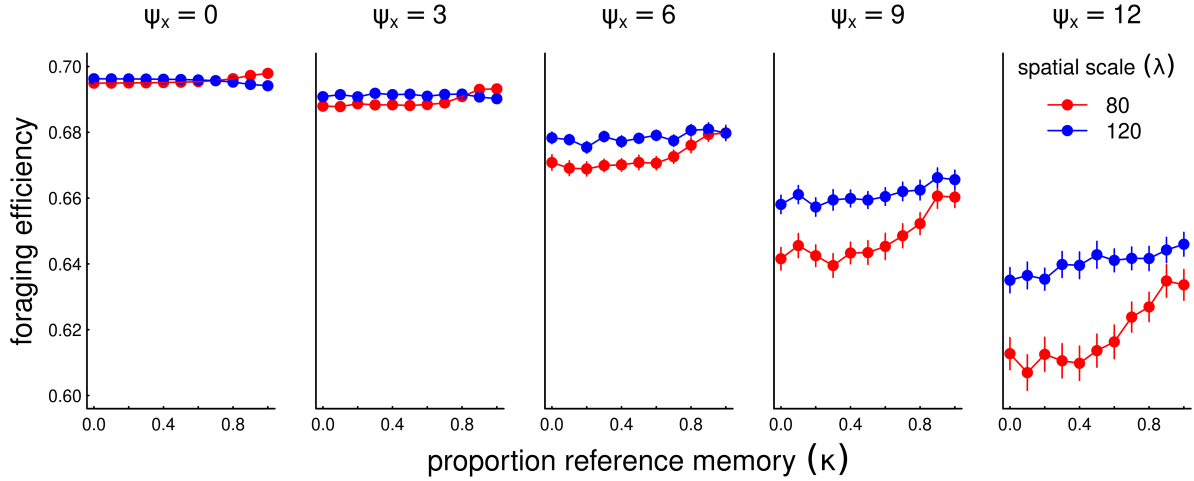 ψx = 0
ψx = 3
ψx = 6
ψx = 9
ψx = 12
foraging efficiency
0.70
0.68
0.66
0.64
0.62
0.60
spatial scale (λ)
80
120
0.0 0.4 0.8
0.0 0.4 0.8
0.0 0.4 0.8
0.0 0.4 0.8
0.0 0.4 0.8
proportion reference memory (κ)